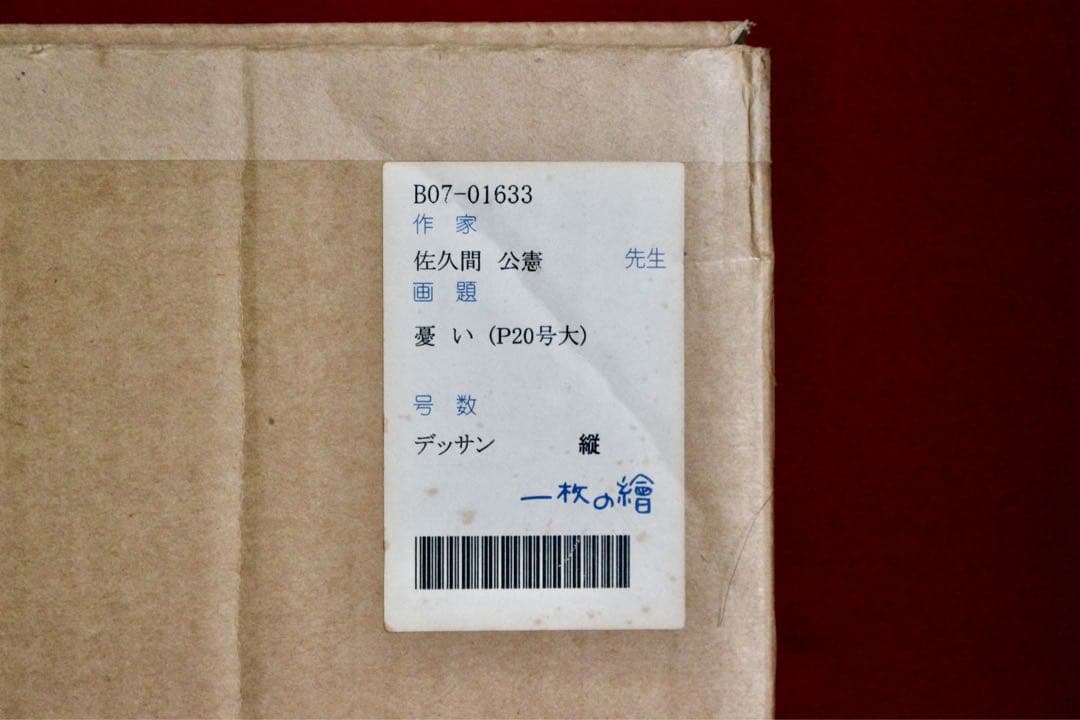 B07-01633
作 家
佐久間 公憲 先生
画 題
憂 い (P20号大)
号 数
デッサン 縦
一枚の繪